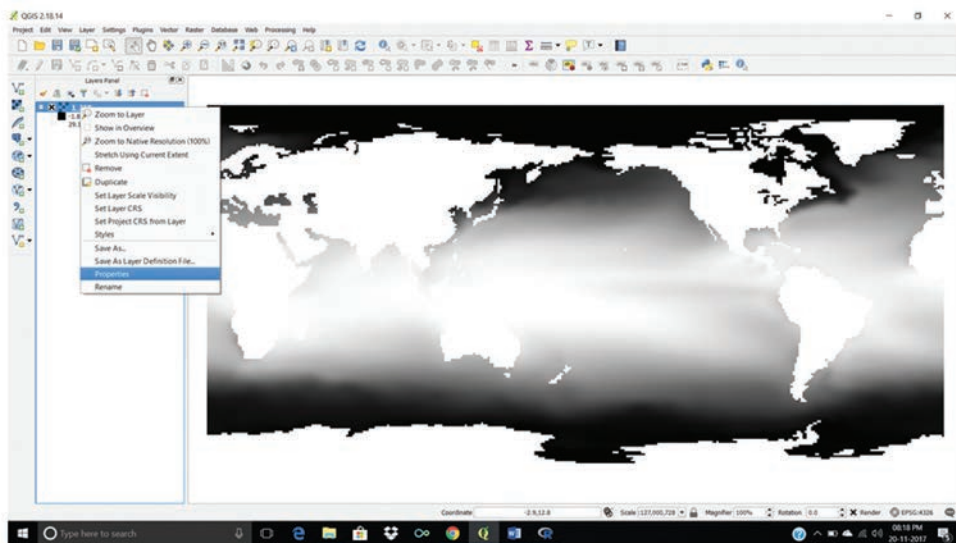 QGIS 2.18.14
Project Edit View Layer Settings Plugins Vector Raster Database Web Processing Help
Layers Panel
Zoom to Layer
Show in Overview
Zoom to Native Resolution (100%)
Stretch Using Current Extent
Remove
Duplicate
Set Layer Scale Visibility
Set Layer CRS
Set Project CRS from Layer
Styles
Save As...
Save As Layer Definition File...
Properties
Rename
Coordinate -2.9,12.8 Scale Magnifier 100% Rotation 0.0 Render EPSG:4326
Type here to search
08:18 PM
20-11-2017